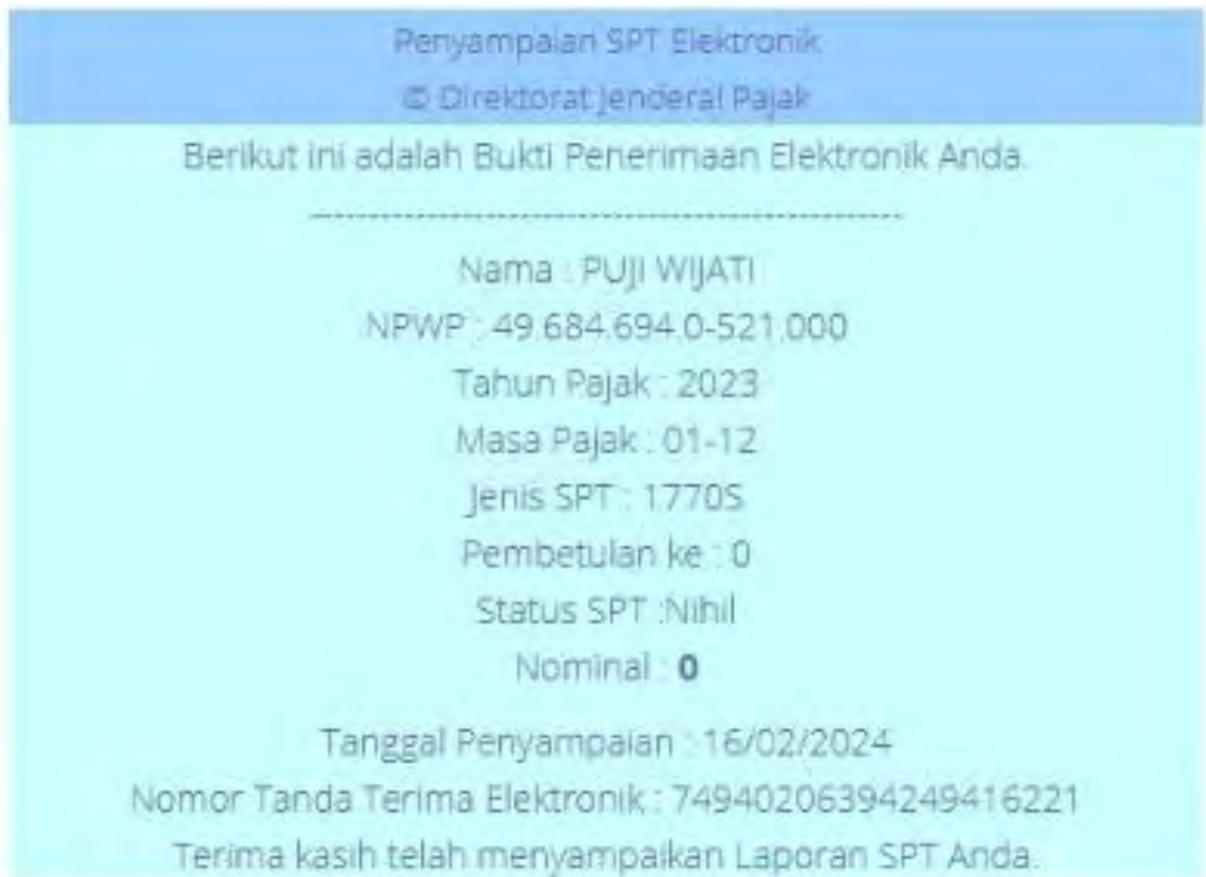 Penyampaian SPT Elektronik
© Direktorat Jenderal Pajak
Berikut ini adalah Bukti Penerimaan Elektronik Anda.
--------------------------------------------------
Nama : PUJI WIJATI
NPWP : 49.684.694.0-521.000
Tahun Pajak : 2023
Masa Pajak : 01-12
Jenis SPT : 1770S
Pembetulan ke : 0
Status SPT :Nihil
Nominal : 0
Tanggal Penyampaian : 16/02/2024
Nomor Tanda Terima Elektronik : 74940206394249416221
Terima kasih telah menyampaikan Laporan SPT Anda.